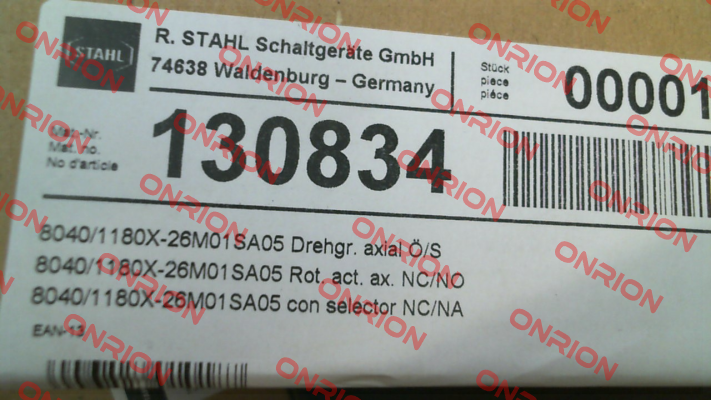 STAHL
R. STAHL Schaltgeräte GmbH
74638 Waldenburg – Germany
Stück
piece
pièce
00001
Mat.-Nr.
Mat. no.
No d'article
130834
8040/1180X-26M01SA05 Drehgr. axial Ö/S
8040/1180X-26M01SA05 Rot. act. ax. NC/NO
8040/1180X-26M01SA05 con selector NC/NA
EAN-13
ONRION